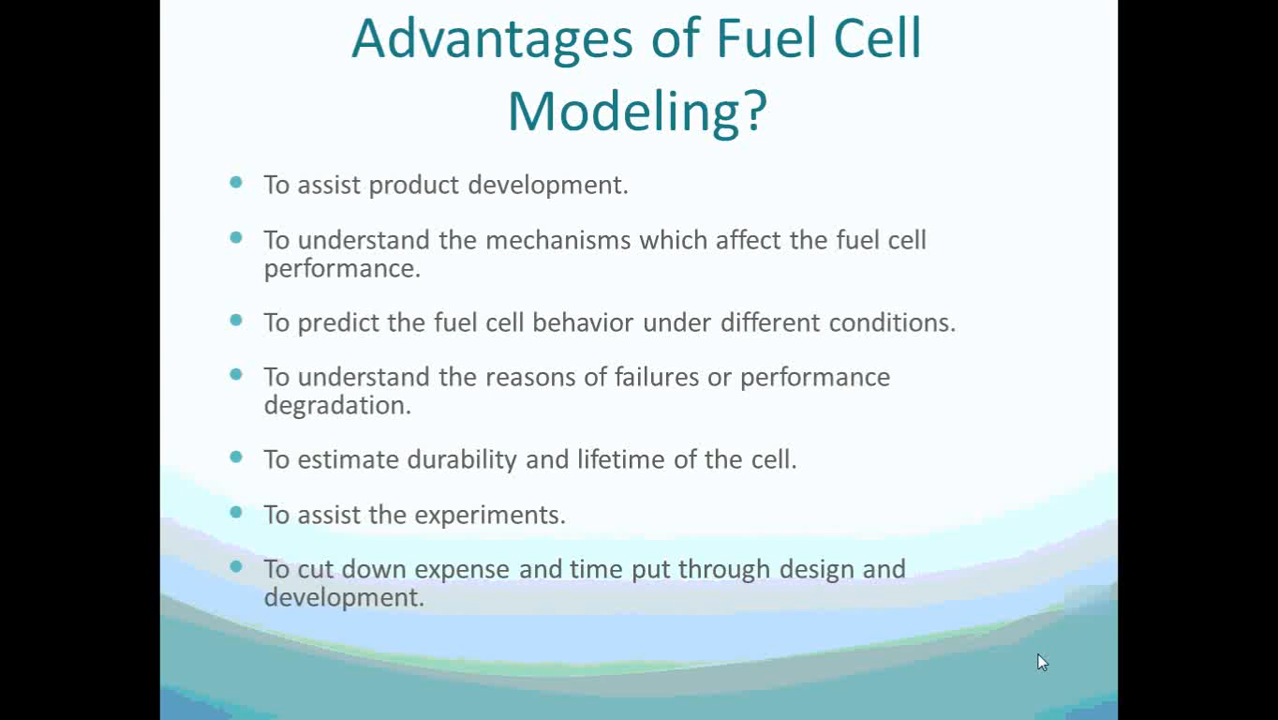 Advantages of Fuel Cell
Modeling?
• To assist product development.
• To understand the mechanisms which affect the fuel cell
performance.
• To predict the fuel cell behavior under different conditions.
• To understand the reasons of failures or performance
degradation.
• To estimate durability and lifetime of the cell.
• To assist the experiments.
• To cut down expense and time put through design and
development.